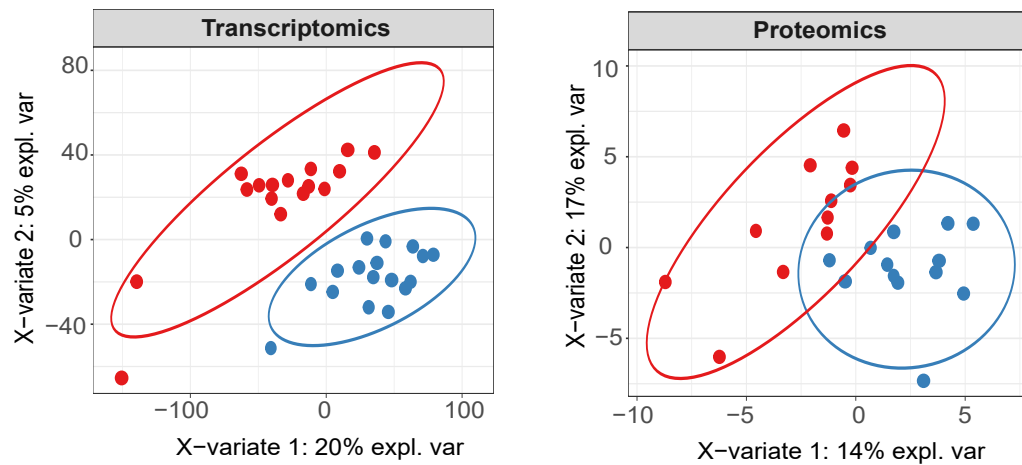 Transcriptomics
80
40
0
−40
−100
0
100
X−variate 2: 5% expl. var
X−variate 1: 20% expl. var
Proteomics
10
5
0
−5
−10
−5
0
5
X−variate 2: 17% expl. var
X−variate 1: 14% expl. var